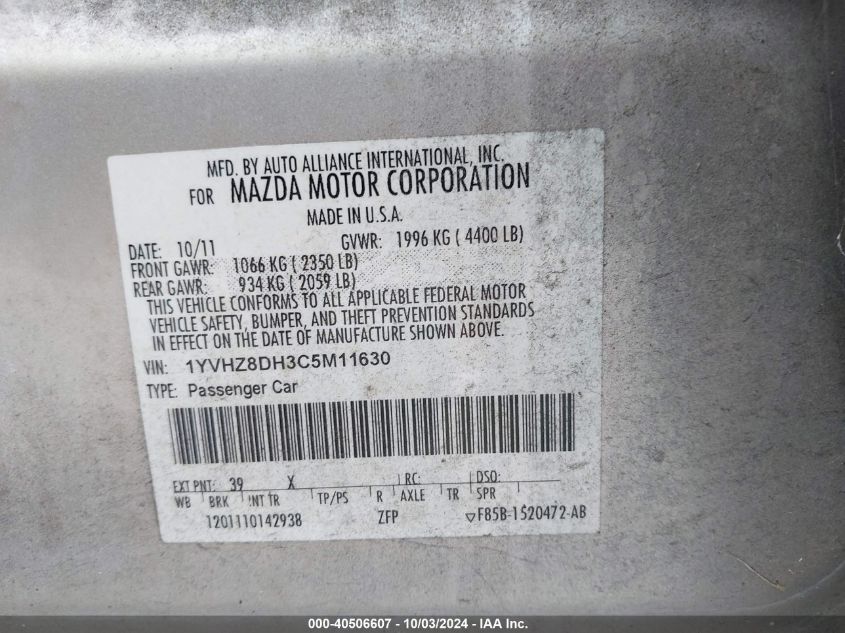 MFD. BY AUTO ALLIANCE INTERNATIONAL, INC.
FOR MAZDA MOTOR CORPORATION
MADE IN U.S.A.
DATE: 10/11 GVWR: 1996 KG ( 4400 LB)
FRONT GAWR: 1066 KG ( 2350 LB)
REAR GAWR: 934 KG ( 2059 LB)
THIS VEHICLE CONFORMS TO ALL APPLICABLE FEDERAL MOTOR
VEHICLE SAFETY, BUMPER, AND THEFT PREVENTION STANDARDS
IN EFFECT ON THE DATE OF MANUFACTURE SHOWN ABOVE.
VIN: 1YVHZ8DH3C5M11630
TYPE: Passenger Car
EXT PNT: 39 X RC: DSO:
WB BRK INT TR TP/PS R AXLE TR SPR
1201110142938 ZFP ▽F85B-1520472-AB
000-40506607 - 10/03/2024 - IAA Inc.